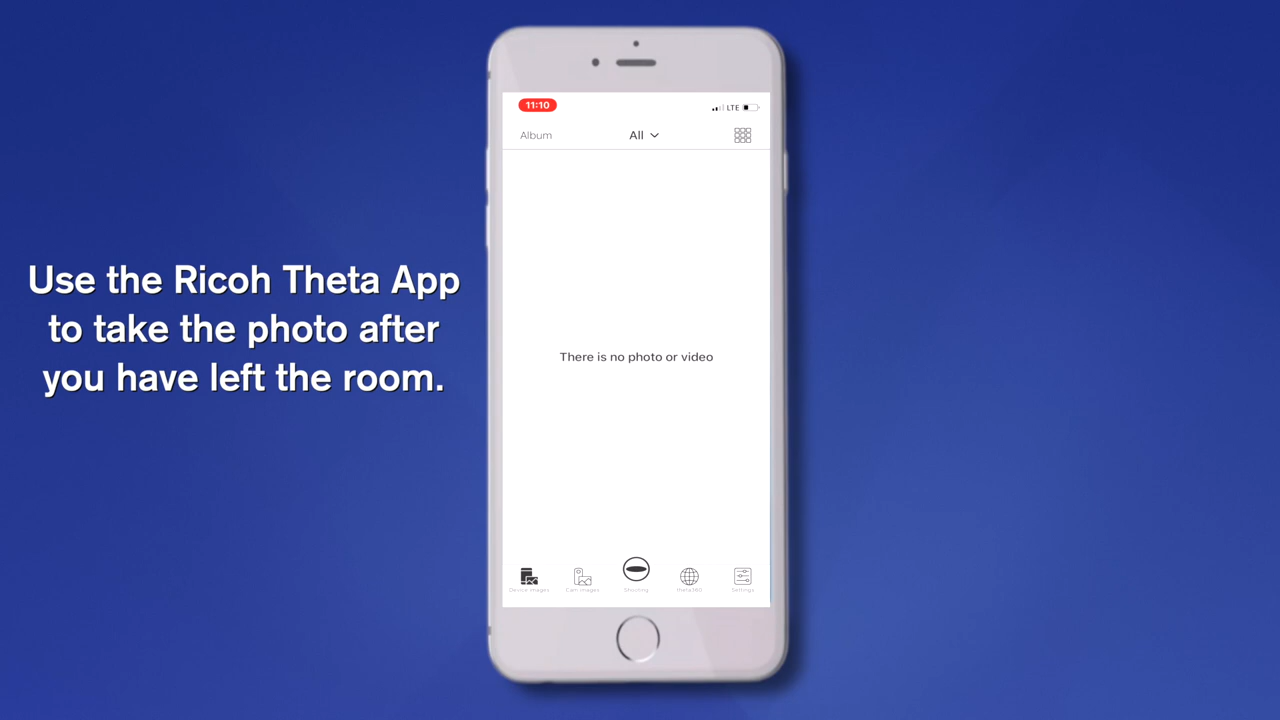 11:10
LTE
Album
All
There is no photo or video
Use the Ricoh Theta App
to take the photo after
you have left the room.
Device images
Cam images
Shooting
theta360
Settings